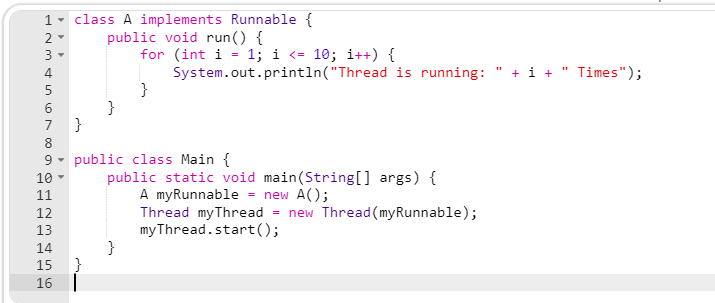 1 class A implements Runnable {
2 public void run() {
3 for (int i = 1; i <= 10; i++) {
4 System.out.println("Thread is running: " + i + " Times");
5 }
6 }
7 }
8
9 public class Main {
10 public static void main(String[] args) {
11 A myRunnable = new A();
12 Thread myThread = new Thread(myRunnable);
13 myThread.start();
14 }
15 }
16